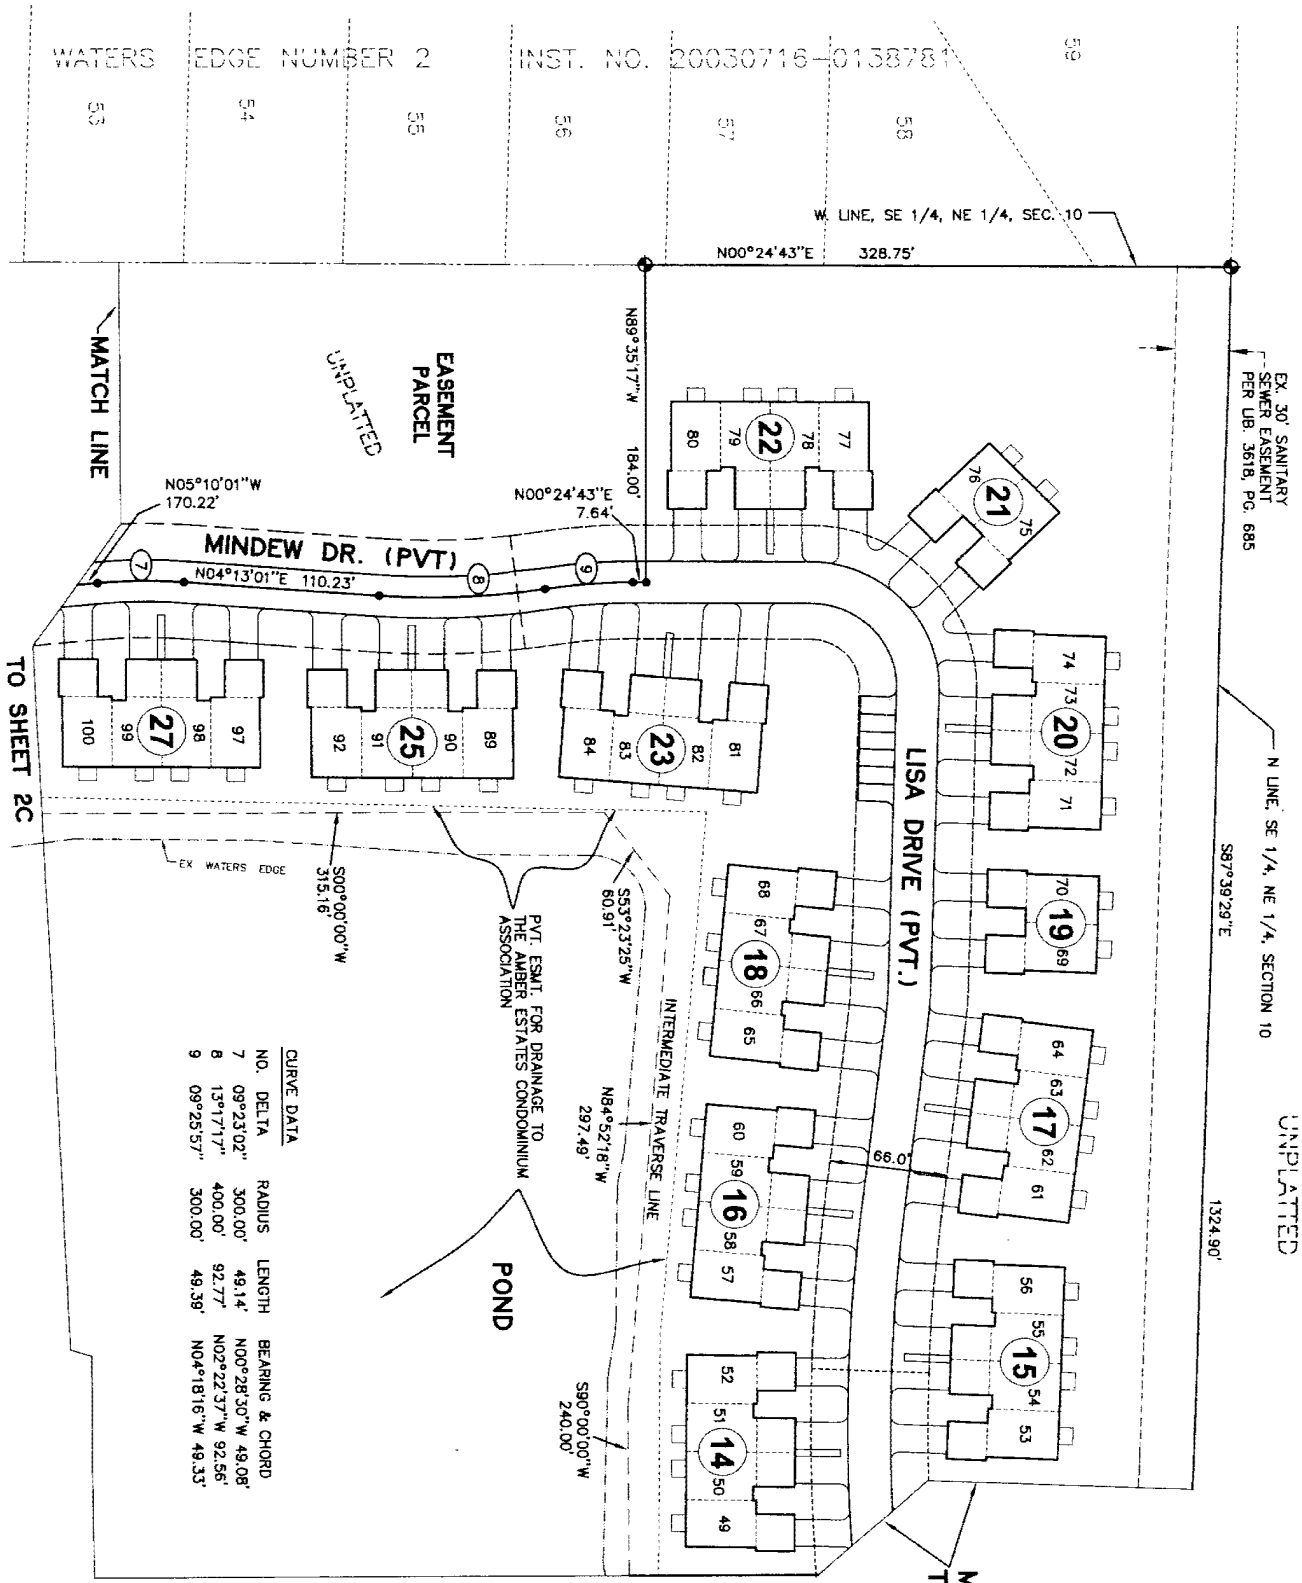 WATERS EDGE NUMBER 2 INST. NO. 20030716-0138781
53
54
55
56
57
58
59
W. LINE, SE 1/4, NE 1/4, SEC. 10
N00°24'43"E 328.75'
EX. 30' SANITARY
SEWER EASEMENT
PER LIB. 3618, PG. 685
N LINE, SE 1/4, NE 1/4, SECTION 10
S87°39'29"E
1324.90'
UNPLATTED
N89°35'17"W 184.00'
EASEMENT
PARCEL
UNPLATTED
MATCH LINE
N05°10'01"W
170.22'
N00°24'43"E
7.64'
MINDEW DR. (PVT)
N04°13'01"E 110.23'
7
8
9
LISA DRIVE (PVT.)
66.0'
80
79
22
78
77
76
21
75
74
73
20
72
71
70
19
69
64
63
17
62
61
56
55
15
54
53
100
99
27
98
97
92
91
25
90
89
84
83
23
82
81
68
67
18
66
65
60
59
16
58
57
52
51
14
50
49
TO SHEET 2C
EX WATERS EDGE
S00°00'00"W
315.16'
S53°23'25"W
60.91'
PVT. ESMT. FOR DRAINAGE TO
THE AMBER ESTATES CONDOMINIUM
ASSOCIATION
INTERMEDIATE TRAVERSE LINE
N84°52'18"W
297.49'
S90°00'00"W
240.00'
POND
CURVE DATA
NO. DELTA RADIUS LENGTH BEARING & CHORD
7 09°23'02" 300.00' 49.14' N00°28'30"W 49.08'
8 13°17'17" 400.00' 92.77' N02°22'37"W 92.56'
9 09°25'57" 300.00' 49.39' N04°18'16"W 49.33'
M
T